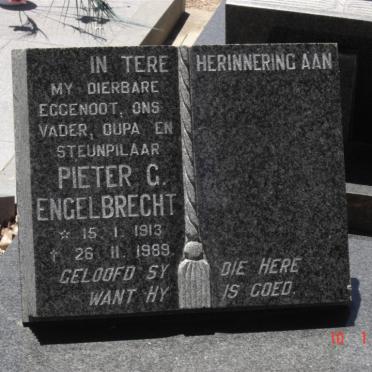 IN TERE HERINNERING AAN
MY DIERBARE
EGGENOOT, ONS
VADER, OUPA EN
STEUNPILAAR
PIETER G.
ENGELBRECHT
* 15. 1. 1913
† 26. 11. 1989.
GELOOFD SY DIE HERE
WANT HY IS GOED.
10 1